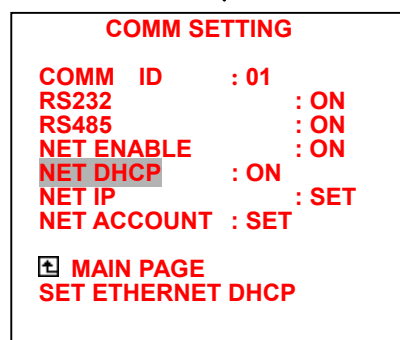 COMM SETTING
COMM ID : 01
RS232 : ON
RS485 : ON
NET ENABLE : ON
NET DHCP : ON
NET IP : SET
NET ACCOUNT : SET
MAIN PAGE
SET ETHERNET DHCP